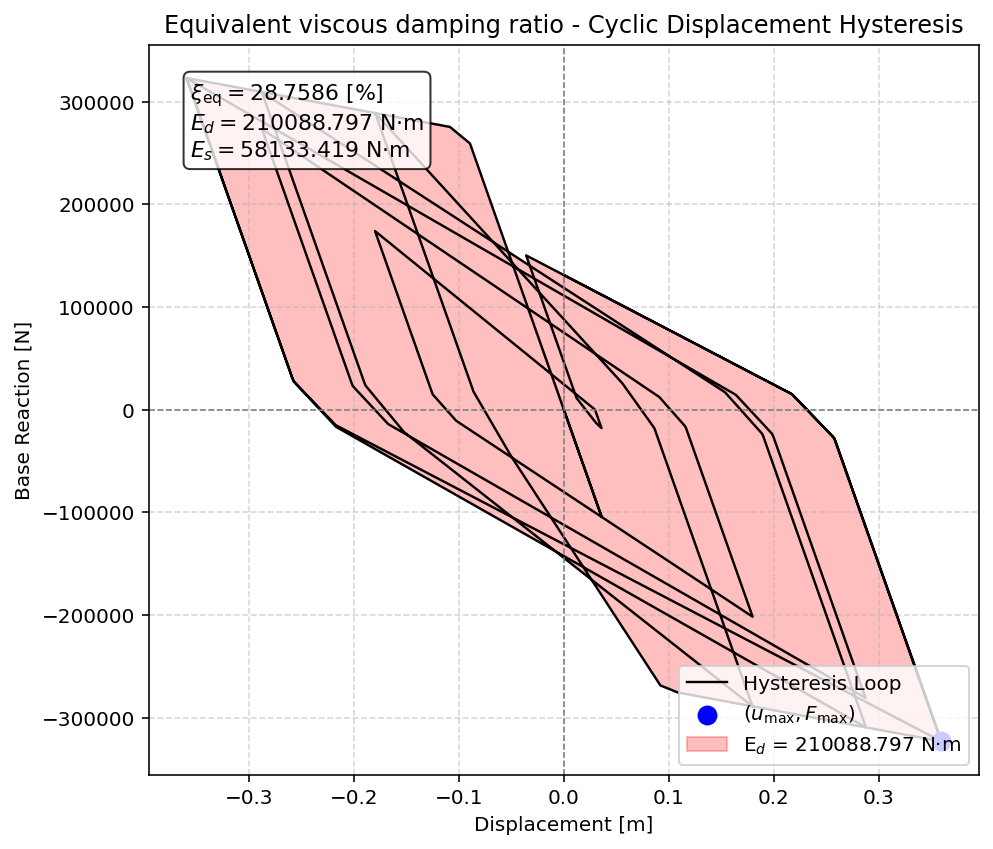 Equivalent viscous damping ratio - Cyclic Displacement Hysteresis
ξeq = 28.7586 [%]
Ed = 210088.797 N·m
Es = 58133.419 N·m
300000
200000
100000
0
−100000
−200000
−300000
Base Reaction [N]
Hysteresis Loop
(umax, Fmax)
Ed = 210088.797 N·m
−0.3 −0.2 −0.1 0.0 0.1 0.2 0.3
Displacement [m]